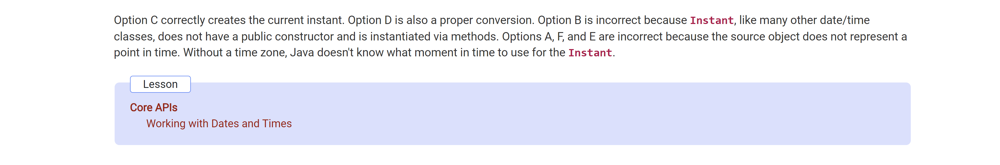 Option C correctly creates the current instant. Option D is also a proper conversion. Option B is incorrect because Instant, like many other date/time
classes, does not have a public constructor and is instantiated via methods. Options A, F, and E are incorrect because the source object does not represent a
point in time. Without a time zone, Java doesn't know what moment in time to use for the Instant.
Lesson
Core APIs
Working with Dates and Times